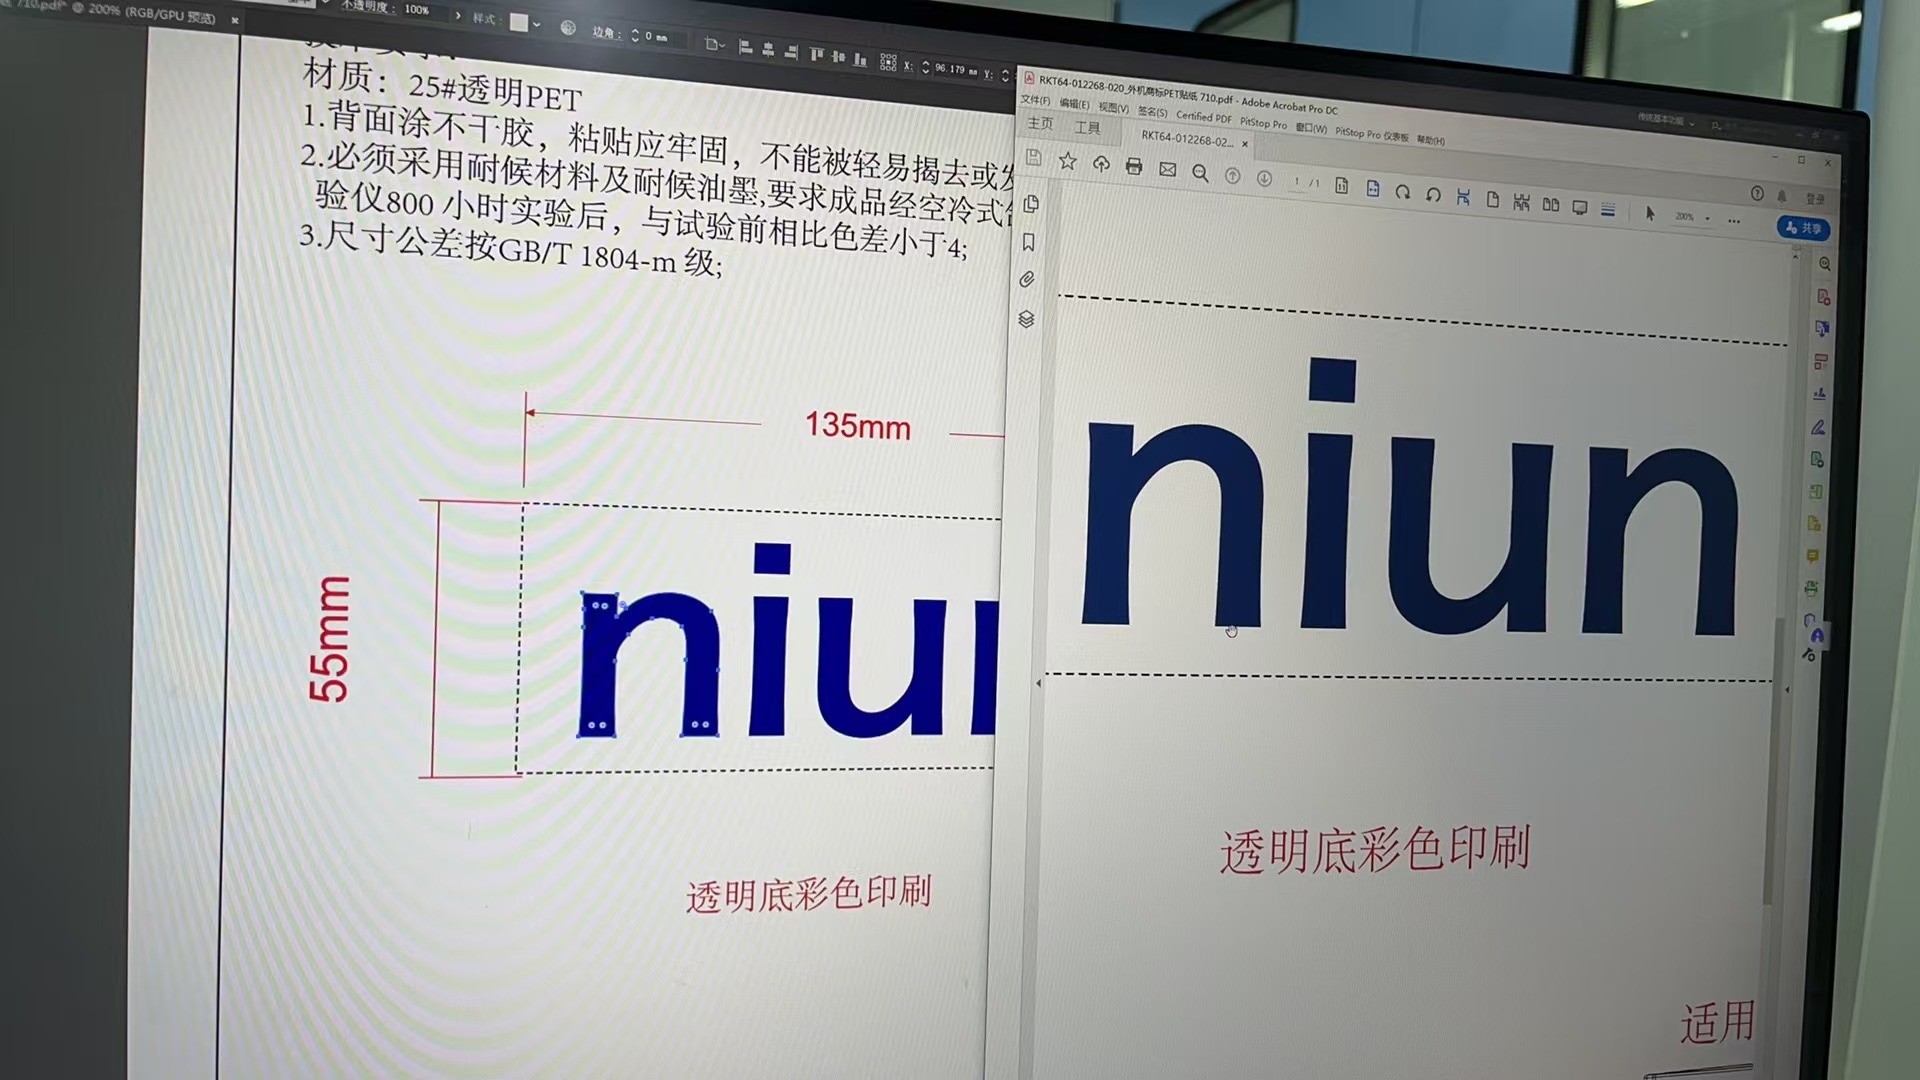 710.pdf* @ 200% (RGB/GPU 预览) ×
不透明度: 100% 样式: 边角: 0 mm X: 96.179 mm Y:
材质：25#透明PET
1.背面涂不干胶，粘贴应牢固，不能被轻易揭去或
2.必须采用耐候材料及耐候油墨,要求成品经空冷式
验仪800 小时实验后，与试验前相比色差小于4;
3.尺寸公差按GB/T 1804-m 级;
135mm
55mm
niun
透明底彩色印刷
传统基本功能
RKT64-012268-020_外机商标PET贴纸 710.pdf - Adobe Acrobat Pro DC
文件(F) 编辑(E) 视图(V) 签名(S) Certified PDF PitStop Pro 窗口(W) PitStop Pro 仪表板 帮助(H)
主页 工具 RKT64-012268-02... ×
1 /1 200% 登录
共享
niun
透明底彩色印刷
适用